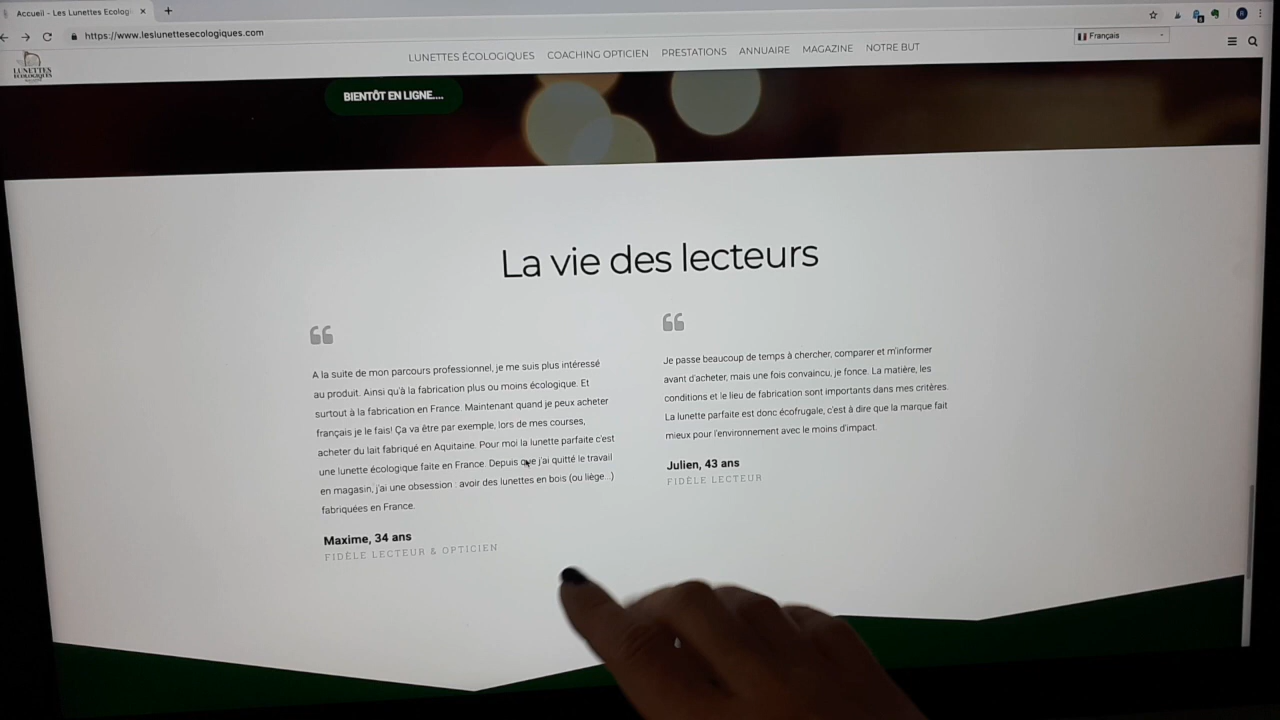 Accueil - Les Lunettes Ecologi
https://www.leslunettesecologiques.com
LUNETTES ECOLOGIQUES
LUNETTES ÉCOLOGIQUES COACHING OPTICIEN PRESTATIONS ANNUAIRE MAGAZINE NOTRE BUT
Français
BIENTÔT EN LIGNE....
La vie des lecteurs
A la suite de mon parcours professionnel, je me suis plus intéressé
au produit. Ainsi qu'à la fabrication plus ou moins écologique. Et
surtout à la fabrication en France. Maintenant quand je peux acheter
français je le fais! Ça va être par exemple, lors de mes courses,
acheter du lait fabriqué en Aquitaine. Pour moi la lunette parfaite c'est
une lunette écologique faite en France. Depuis que j'ai quitté le travail
en magasin, j'ai une obsession : avoir des lunettes en bois (ou liège...)
fabriquées en France.
Maxime, 34 ans
FIDÈLE LECTEUR & OPTICIEN
Je passe beaucoup de temps à chercher, comparer et m'informer
avant d'acheter, mais une fois convaincu, je fonce. La matière, les
conditions et le lieu de fabrication sont importants dans mes critères.
La lunette parfaite est donc écofrugale, c'est à dire que la marque fait
mieux pour l'environnement avec le moins d'impact.
Julien, 43 ans
FIDÈLE LECTEUR